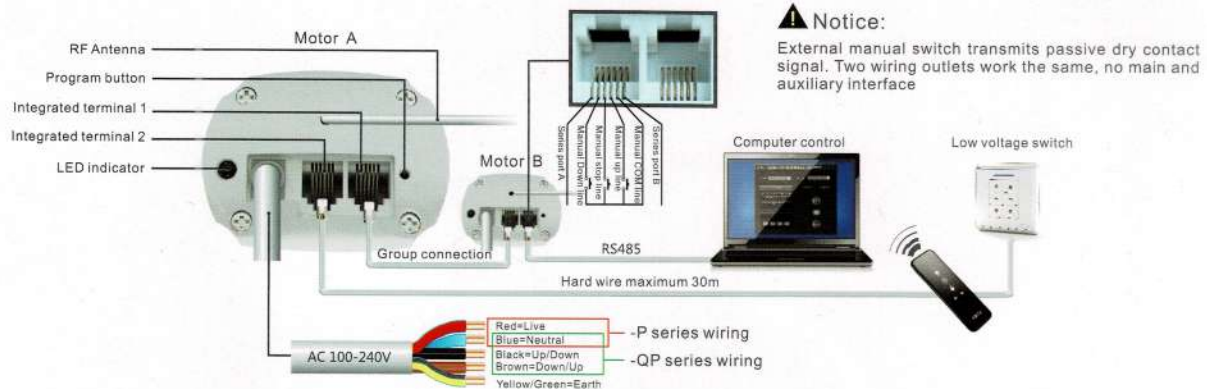 Notice:
External manual switch transmits passive dry contact
signal. Two wiring outlets work the same, no main and
auxiliary interface
Motor A
RF Antenna
Program button
Integrated terminal 1
Integrated terminal 2
LED indicator
Series port A
Manual Down line
Manual stop line
Manual up line
Manual COM line
Series port B
Motor B
Computer control
Low voltage switch
Group connection
RS485
Hard wire maximum 30m
AC 100-240V
Red=Live
Blue=Neutral
Black=Up/Down
Brown=Down/Up
Yellow/Green=Earth
-P series wiring
-QP series wiring